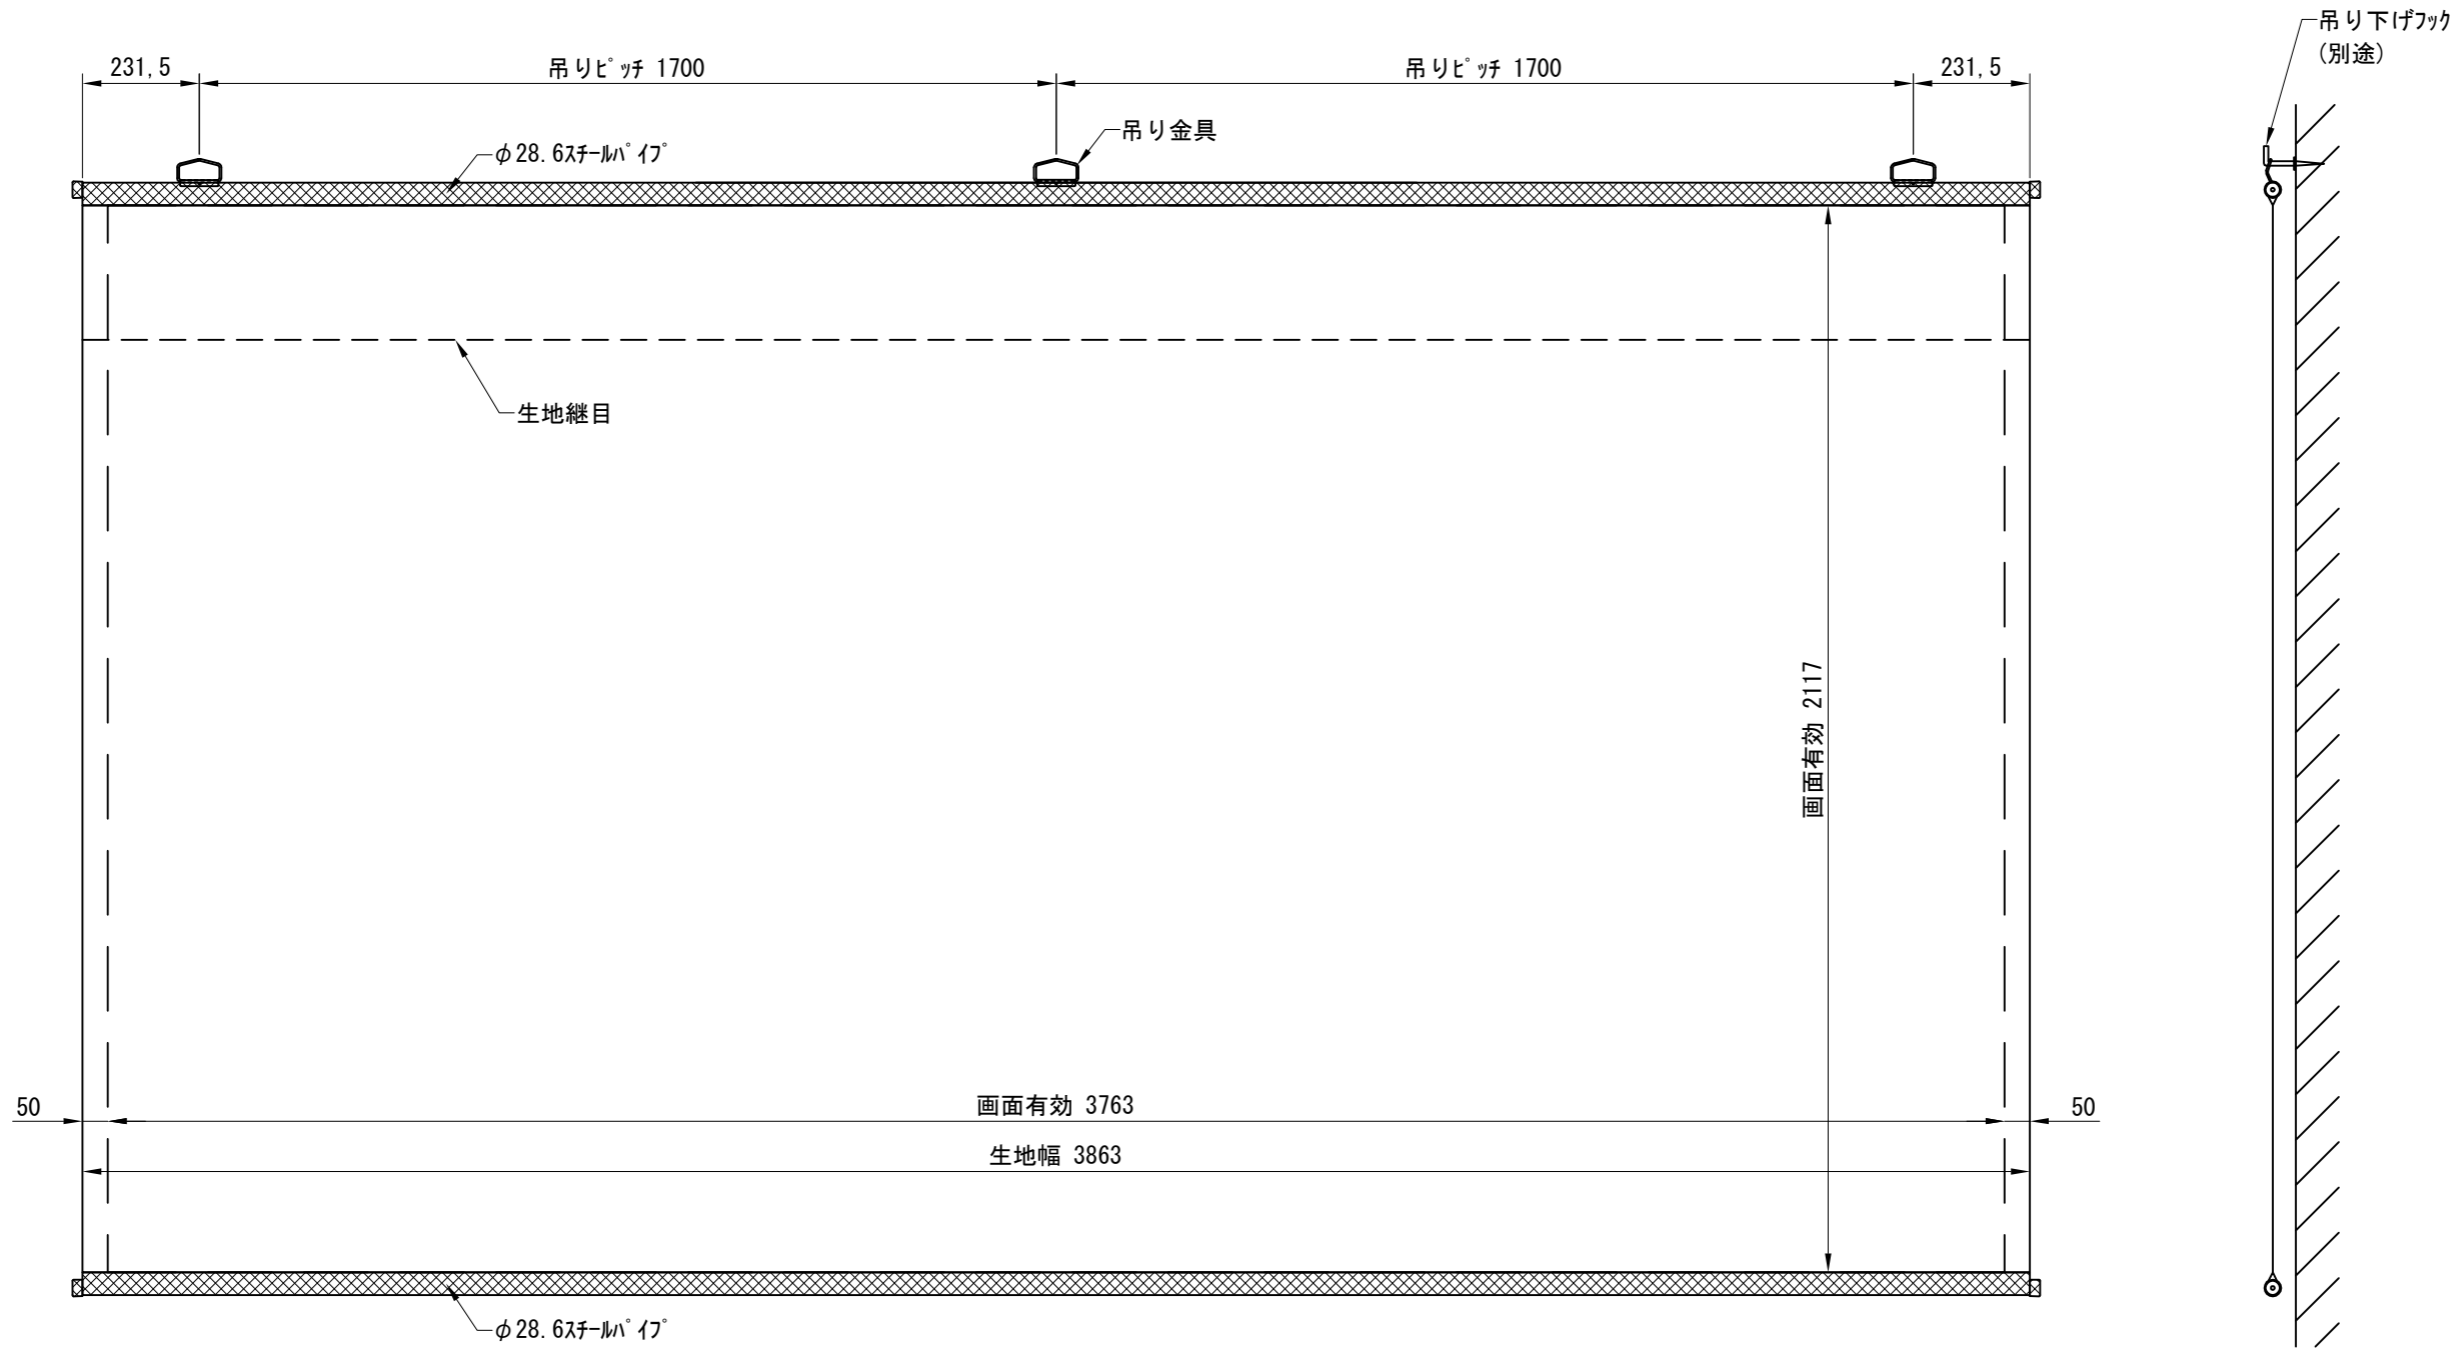 吊り下げﾌｯｸ
(別途)
231,5
吊りﾋﾟｯﾁ 1700
吊りﾋﾟｯﾁ 1700
231,5
吊り金具
φ28.6ｽﾁｰﾙﾊﾟｲﾌﾟ
生地継目
画面有効 2117
50
画面有効 3763
50
生地幅 3863
φ28.6ｽﾁｰﾙﾊﾟｲﾌﾟ